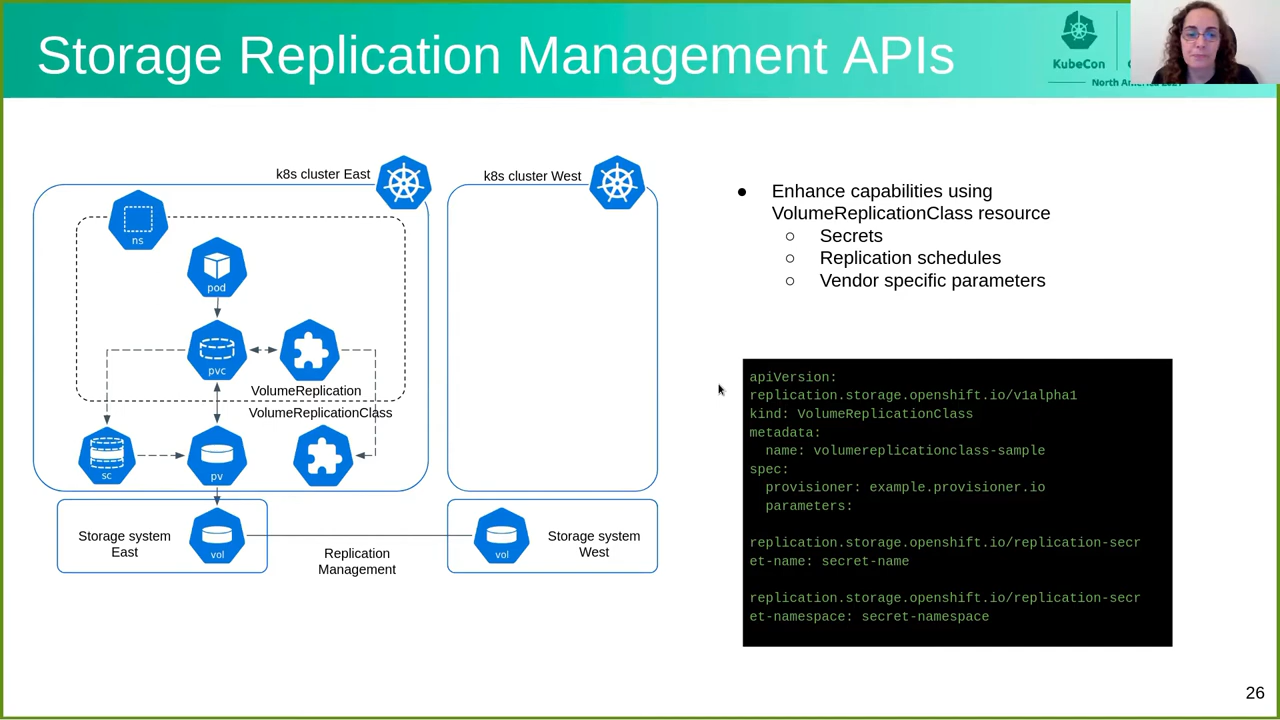 Storage Replication Management APIs
KubeCon
North America 2021
k8s cluster East
k8s cluster West
ns
pod
pvc
VolumeReplication
VolumeReplicationClass
sc
pv
Storage system
East
vol
Replication
Management
vol
Storage system
West
● Enhance capabilities using
VolumeReplicationClass resource
○ Secrets
○ Replication schedules
○ Vendor specific parameters
apiVersion:
replication.storage.openshift.io/v1alpha1
kind: VolumeReplicationClass
metadata:
  name: volumereplicationclass-sample
spec:
  provisioner: example.provisioner.io
  parameters:
replication.storage.openshift.io/replication-secr
et-name: secret-name
replication.storage.openshift.io/replication-secr
et-namespace: secret-namespace
26